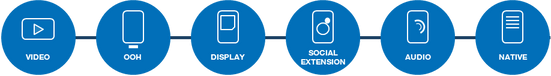 VIDEO
OOH
DISPLAY
SOCIAL
EXTENSION
AUDIO
NATIVE